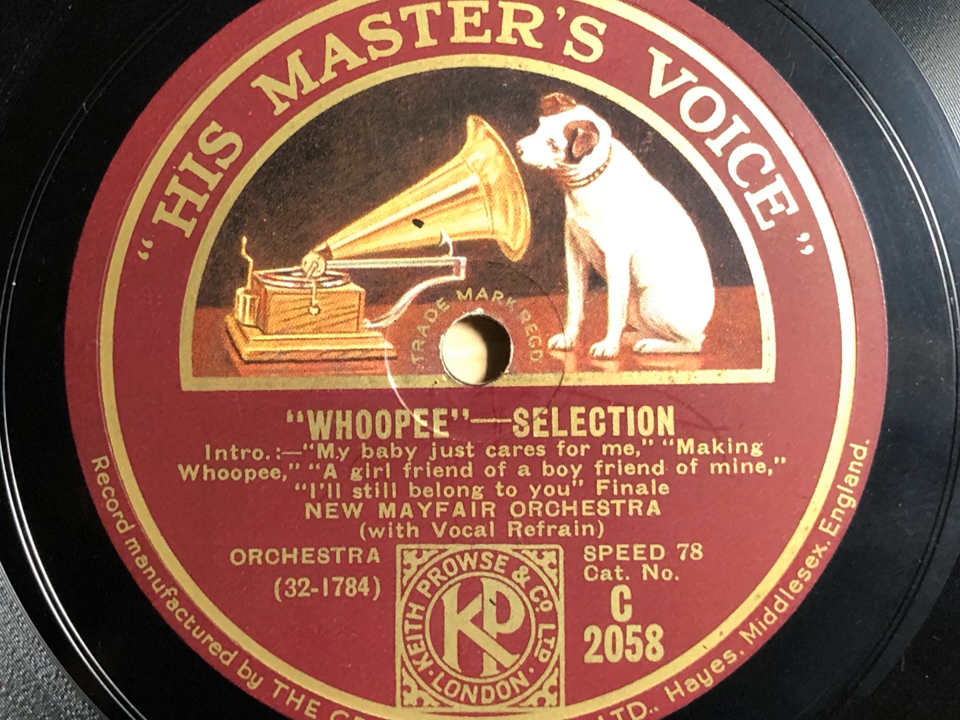 "HIS MASTER'S VOICE"
TRADE MARK REGD
"WHOOPEE"—SELECTION
Intro.:—"My baby just cares for me," "Making
Whoopee," "A girl friend of a boy friend of mine,"
"I'll still belong to you" Finale
NEW MAYFAIR ORCHESTRA
(with Vocal Refrain)
ORCHESTRA
(32-1784)
KEITH PROWSE & Co LTD.
KP
· LONDON ·
SPEED 78
Cat. No.
C
2058
Record manufactured by THE LTD., Hayes, Middlesex, England.